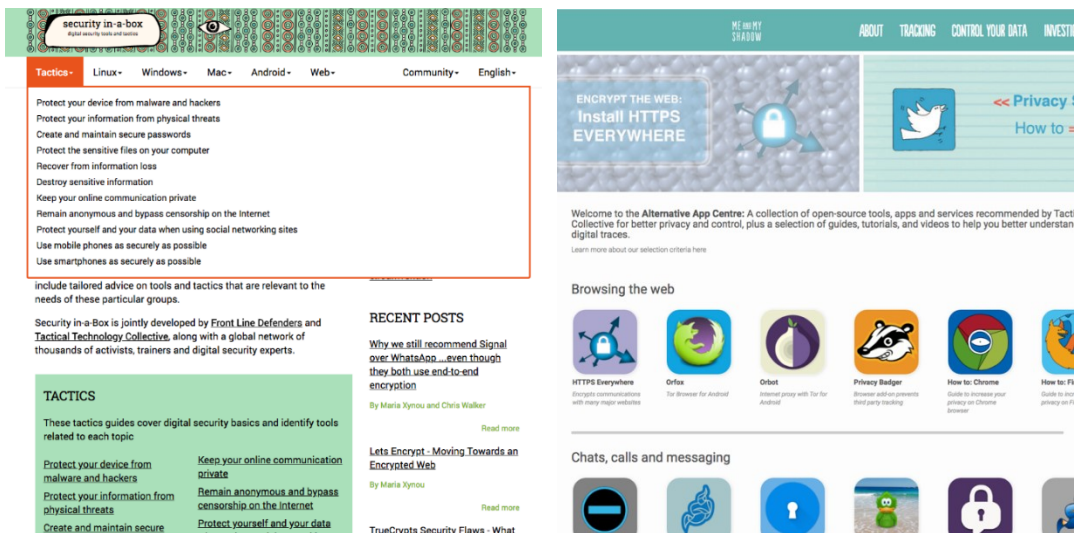 security in-a-box
digital security tools and tactics
Tactics Linux Windows Mac Android Web Community English
Protect your device from malware and hackers
Protect your information from physical threats
Create and maintain secure passwords
Protect the sensitive files on your computer
Recover from information loss
Destroy sensitive information
Keep your online communication private
Remain anonymous and bypass censorship on the Internet
Protect yourself and your data when using social networking sites
Use mobile phones as securely as possible
Use smartphones as securely as possible
include tailored advice on tools and tactics that are relevant to the
needs of these particular groups.
Security in-a-Box is jointly developed by Front Line Defenders and
Tactical Technology Collective, along with a global network of
thousands of activists, trainers and digital security experts.
TACTICS
These tactics guides cover digital security basics and identify tools
related to each topic
Protect your device from
malware and hackers
Protect your information from
physical threats
Create and maintain secure
Keep your online communication
private
Remain anonymous and bypass
censorship on the Internet
Protect yourself and your data
RECENT POSTS
Why we still recommend Signal
over WhatsApp ...even though
they both use end-to-end
encryption
By Maria Xynou and Chris Walker
Read more
Lets Encrypt - Moving Towards an
Encrypted Web
By Maria Xynou
Read more
TrueCrypts Security Flaws - What
ME AND MY
SHADOW
ABOUT TRACKING CONTROL YOUR DATA INVESTI
ENCRYPT THE WEB:
Install HTTPS
EVERYWHERE
<< Privacy S
How to =
Welcome to the Alternative App Centre: A collection of open-source tools, apps and services recommended by Tacti
Collective for better privacy and control, plus a selection of guides, tutorials, and videos to help you better understan
digital traces.
Learn more about our selection criteria here
Browsing the web
HTTPS Everywhere
Encrypts communications
with many major websites
Orfox
Tor Browser for Android
Orbot
Internet proxy with Tor for
Android
Privacy Badger
Browser add-on prevents
third party tracking
How to: Chrome
Guide to increase your
privacy on Chrome
browser
How to: Fi
Guide to inc
privacy on F
Chats, calls and messaging